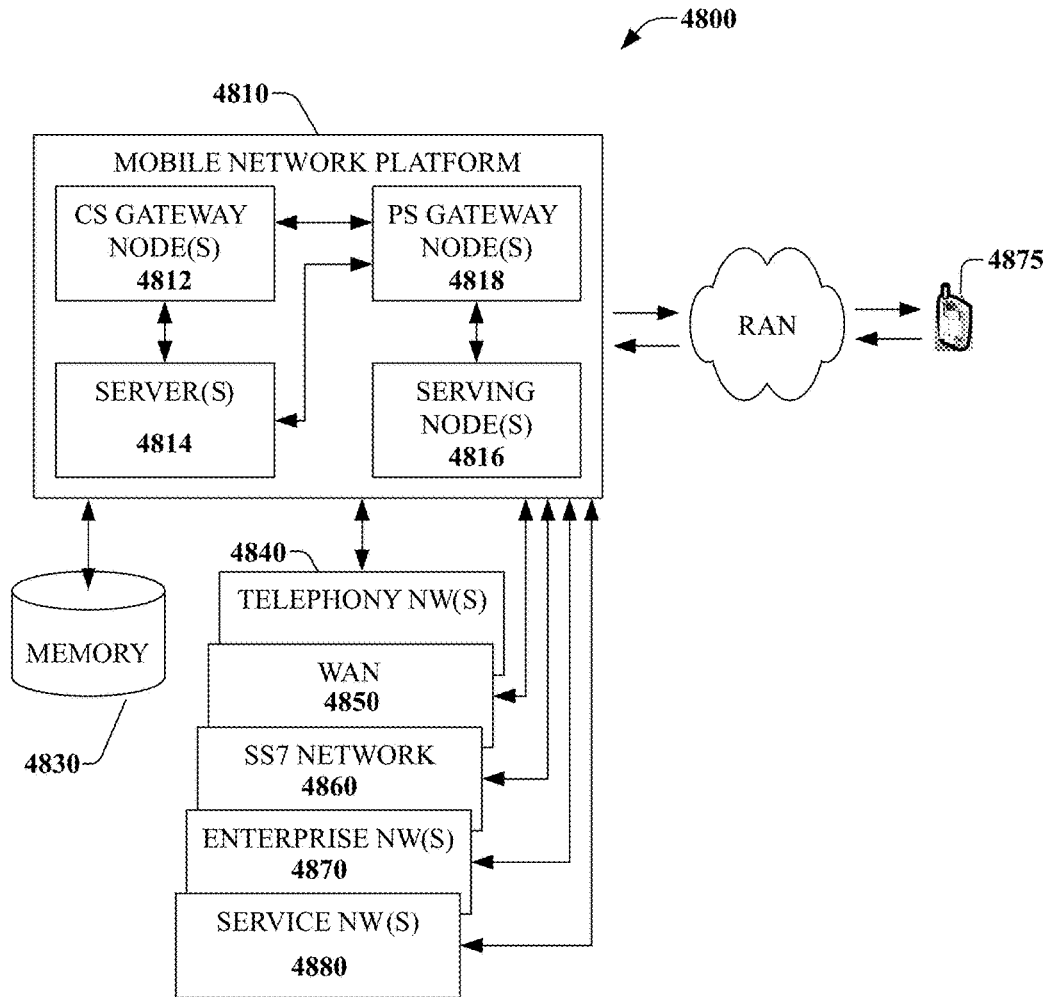 4800
4810
MOBILE NETWORK PLATFORM
CS GATEWAY
NODE(S)
4812
PS GATEWAY
NODE(S)
4818
SERVER(S)
4814
SERVING
NODE(S)
4816
RAN
4875
4840
TELEPHONY NW(S)
MEMORY
4830
WAN
4850
SS7 NETWORK
4860
ENTERPRISE NW(S)
4870
SERVICE NW(S)
4880